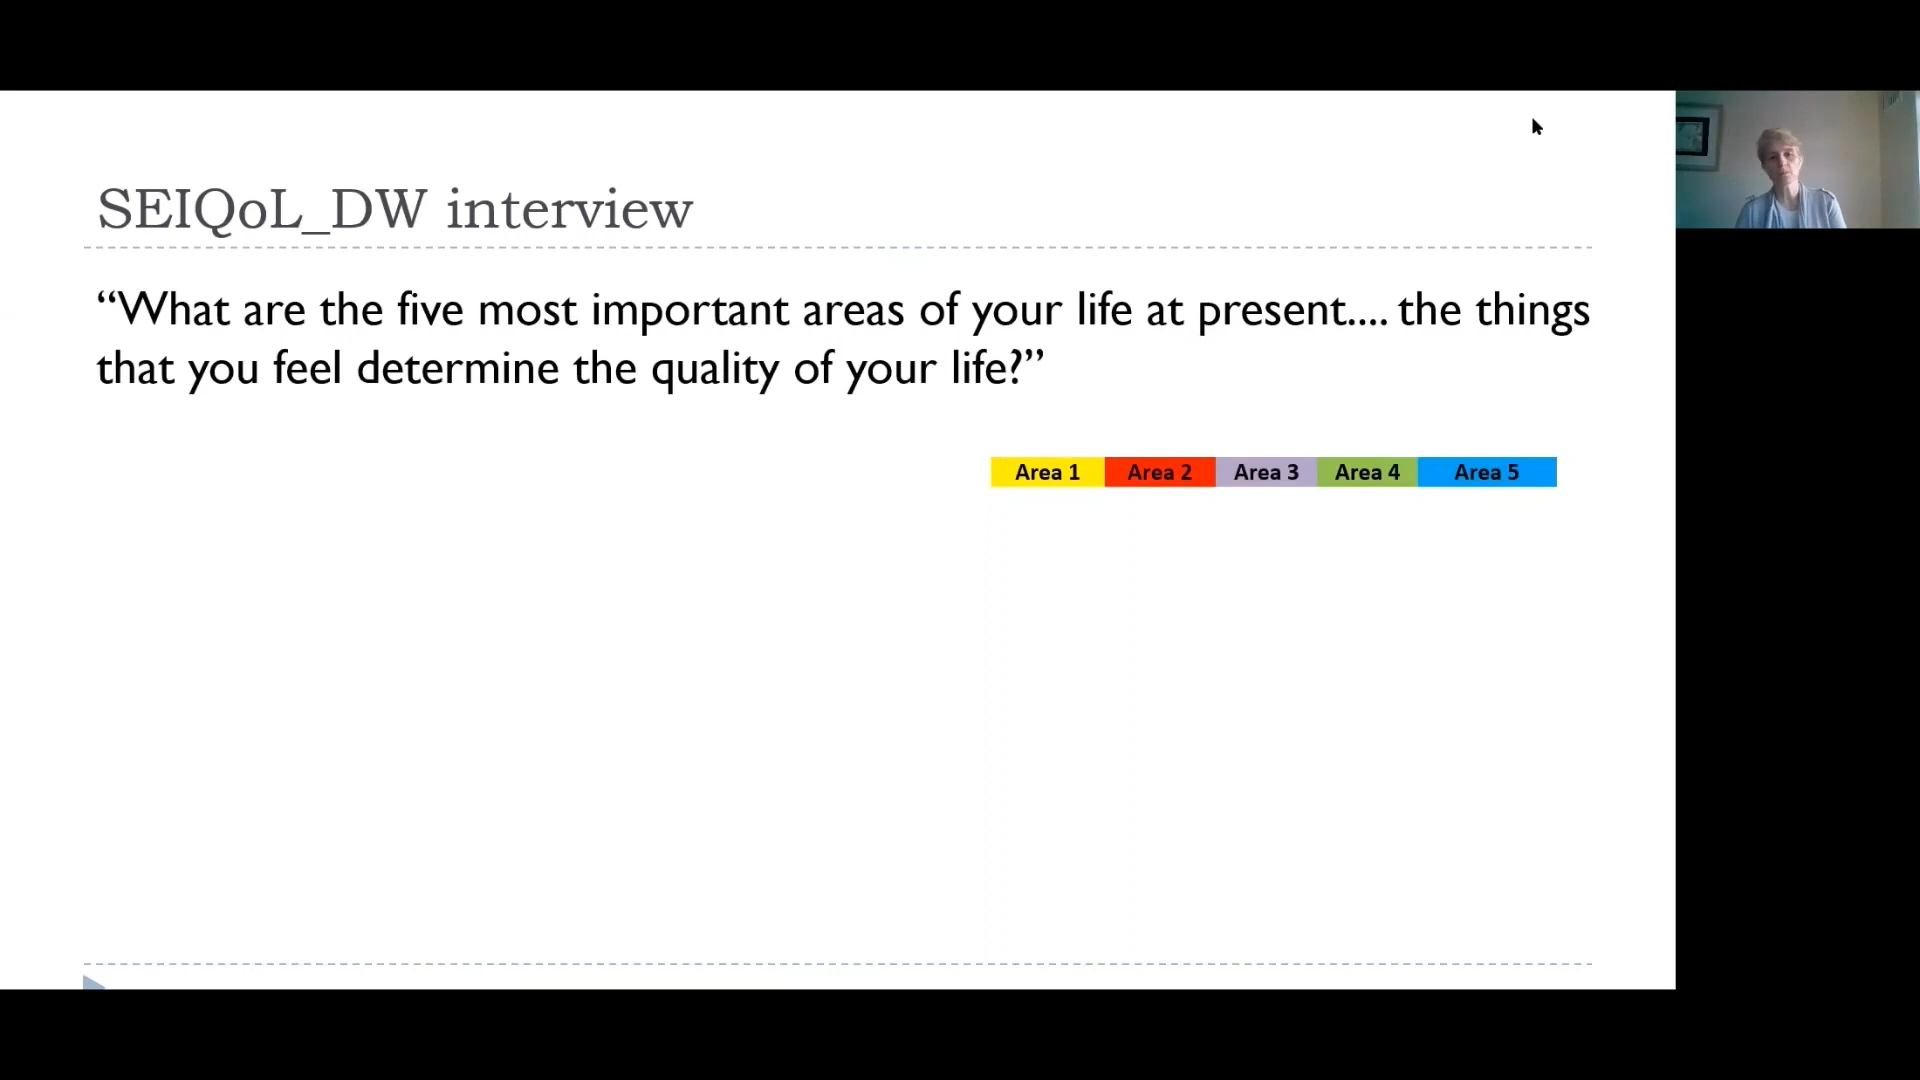 SEIQoL_DW interview
“What are the five most important areas of your life at present.... the things
that you feel determine the quality of your life?”
Area 1 Area 2 Area 3 Area 4 Area 5